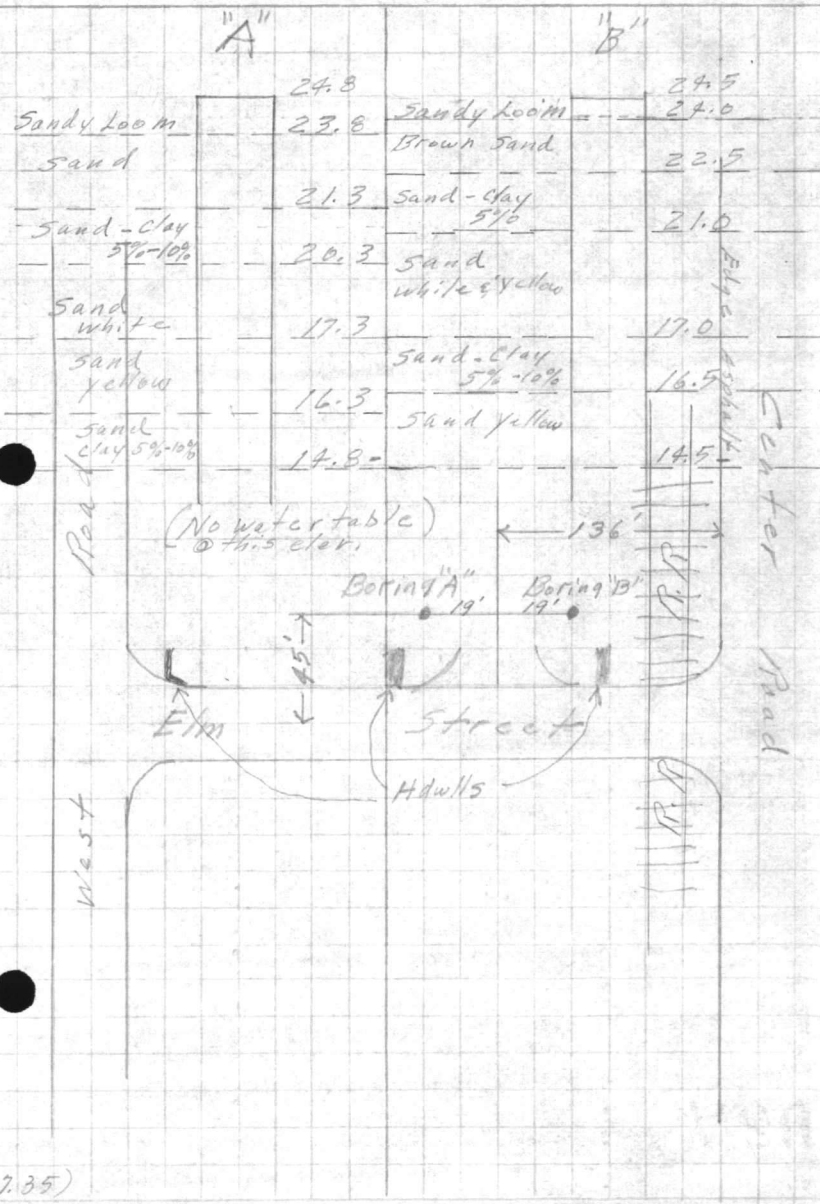 "A"
"B"
24.8
Sandy Loom
23.8
sand
21.3
Sand-Clay
5%-10%
20.3
Sand
white
17.3
sand
yellow
16.3
sand
clay 5%-10%
14.8-
(No water table)
@ this elev.
24.5
Sandy Loom
24.0
Brown Sand
22.5
Sand-Clay
5%
21.0
Sand
white & yellow
17.0
Sand-Clay
5%-10%
16.5
Sand yellow
14.5-
Edge asphalt
136'
Boring "A"
19'
Boring "B"
19'
45'
Elm Street
Hdwlls
R.R
R.R
West Road
Center Road
7.35)